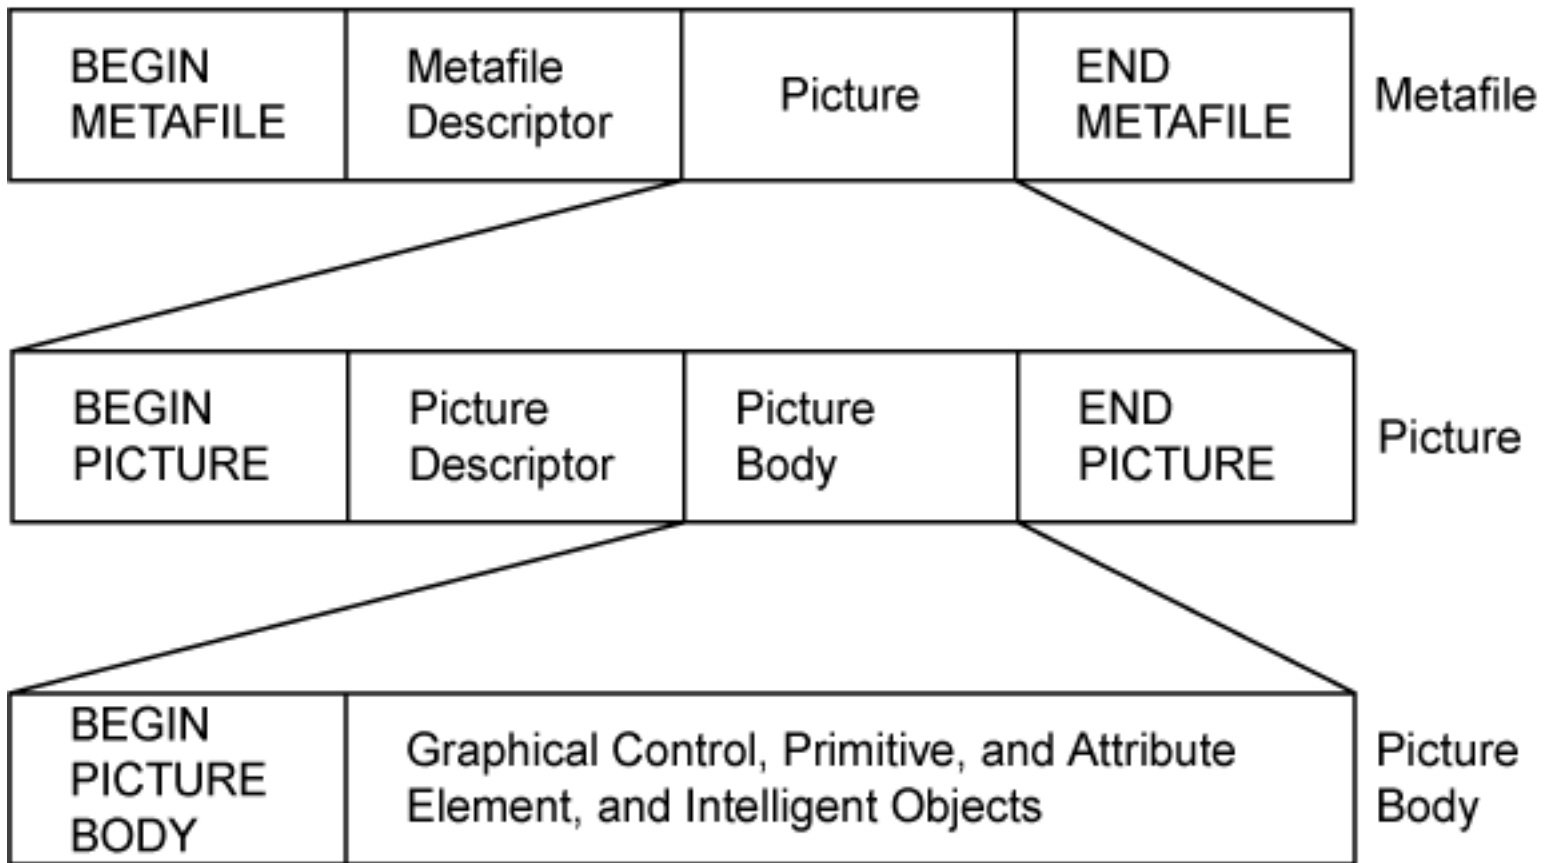 BEGIN
METAFILE
Metafile
Descriptor
Picture
END
METAFILE
Metafile
BEGIN
PICTURE
Picture
Descriptor
Picture
Body
END
PICTURE
Picture
BEGIN
PICTURE
BODY
Graphical Control, Primitive, and Attribute
Element, and Intelligent Objects
Picture
Body